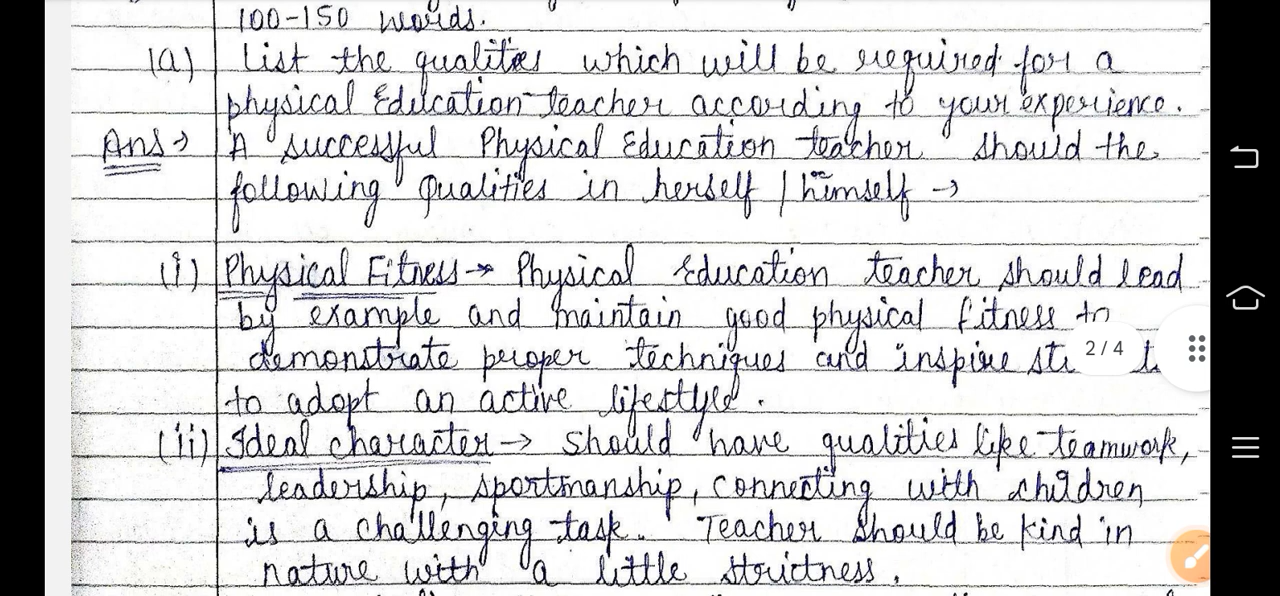 100-150 words.
(a) List the qualities which will be required for a
physical Education teacher according to your experience.
Ans→ A successful Physical Education teacher should the
following qualities in herself / himself →
(i) Physical Fitness → Physical Education teacher should lead
by example and maintain good physical fitness to
demonstrate proper techniques and inspire
2/4
to adopt an active lifestyle.
(ii) Ideal character → Should have qualities like teamwork,
leadership, sportmanship, connecting with children
is a challenging task. Teacher should be kind in
nature with a little strictness.